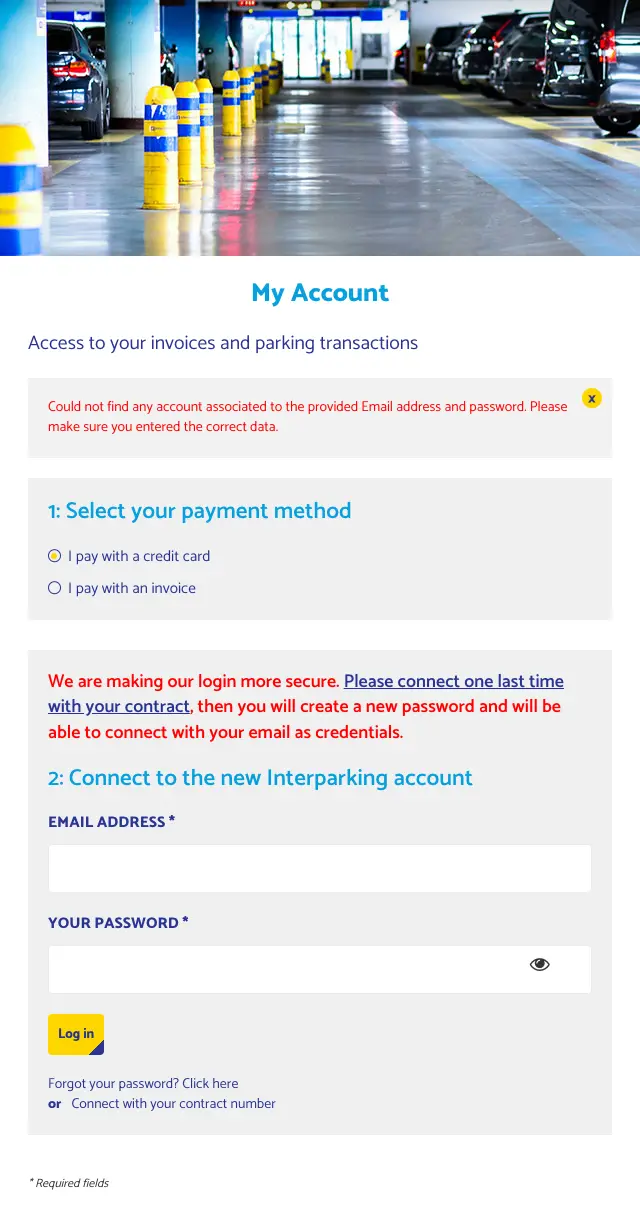 My Account
Access to your invoices and parking transactions
Could not find any account associated to the provided Email address and password. Please
make sure you entered the correct data.
x
1: Select your payment method
I pay with a credit card
I pay with an invoice
We are making our login more secure. Please connect one last time
with your contract, then you will create a new password and will be
able to connect with your email as credentials.
2: Connect to the new Interparking account
EMAIL ADDRESS *
YOUR PASSWORD *
Log in
Forgot your password? Click here
or Connect with your contract number
* Required fields